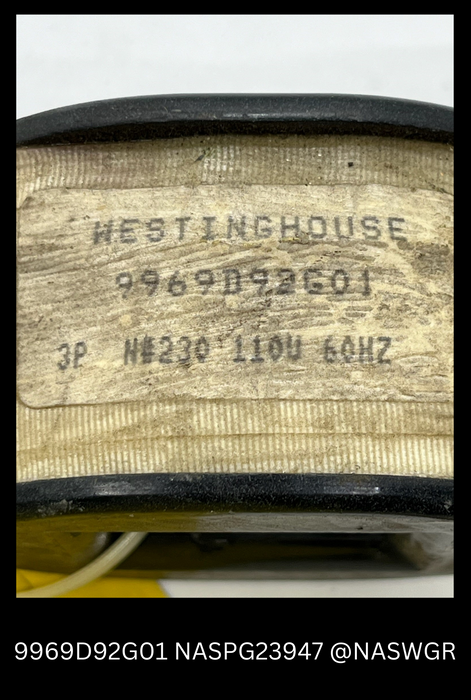 WESTINGHOUSE
9969D92G01
3P N#230 110V 60HZ
9969D92G01 NASPG23947 @NASWGR